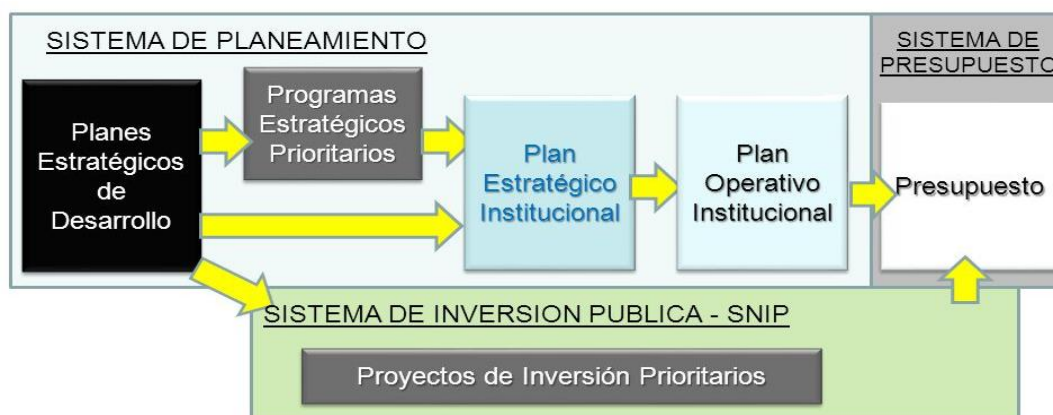 SISTEMA DE PLANEAMIENTO
SISTEMA DE
PRESUPUESTO
Planes
Estratégicos
de
Desarrollo
Programas
Estratégicos
Prioritarios
Plan
Estratégico
Institucional
Plan
Operativo
Institucional
Presupuesto
SISTEMA DE INVERSION PUBLICA - SNIP
Proyectos de Inversión Prioritarios